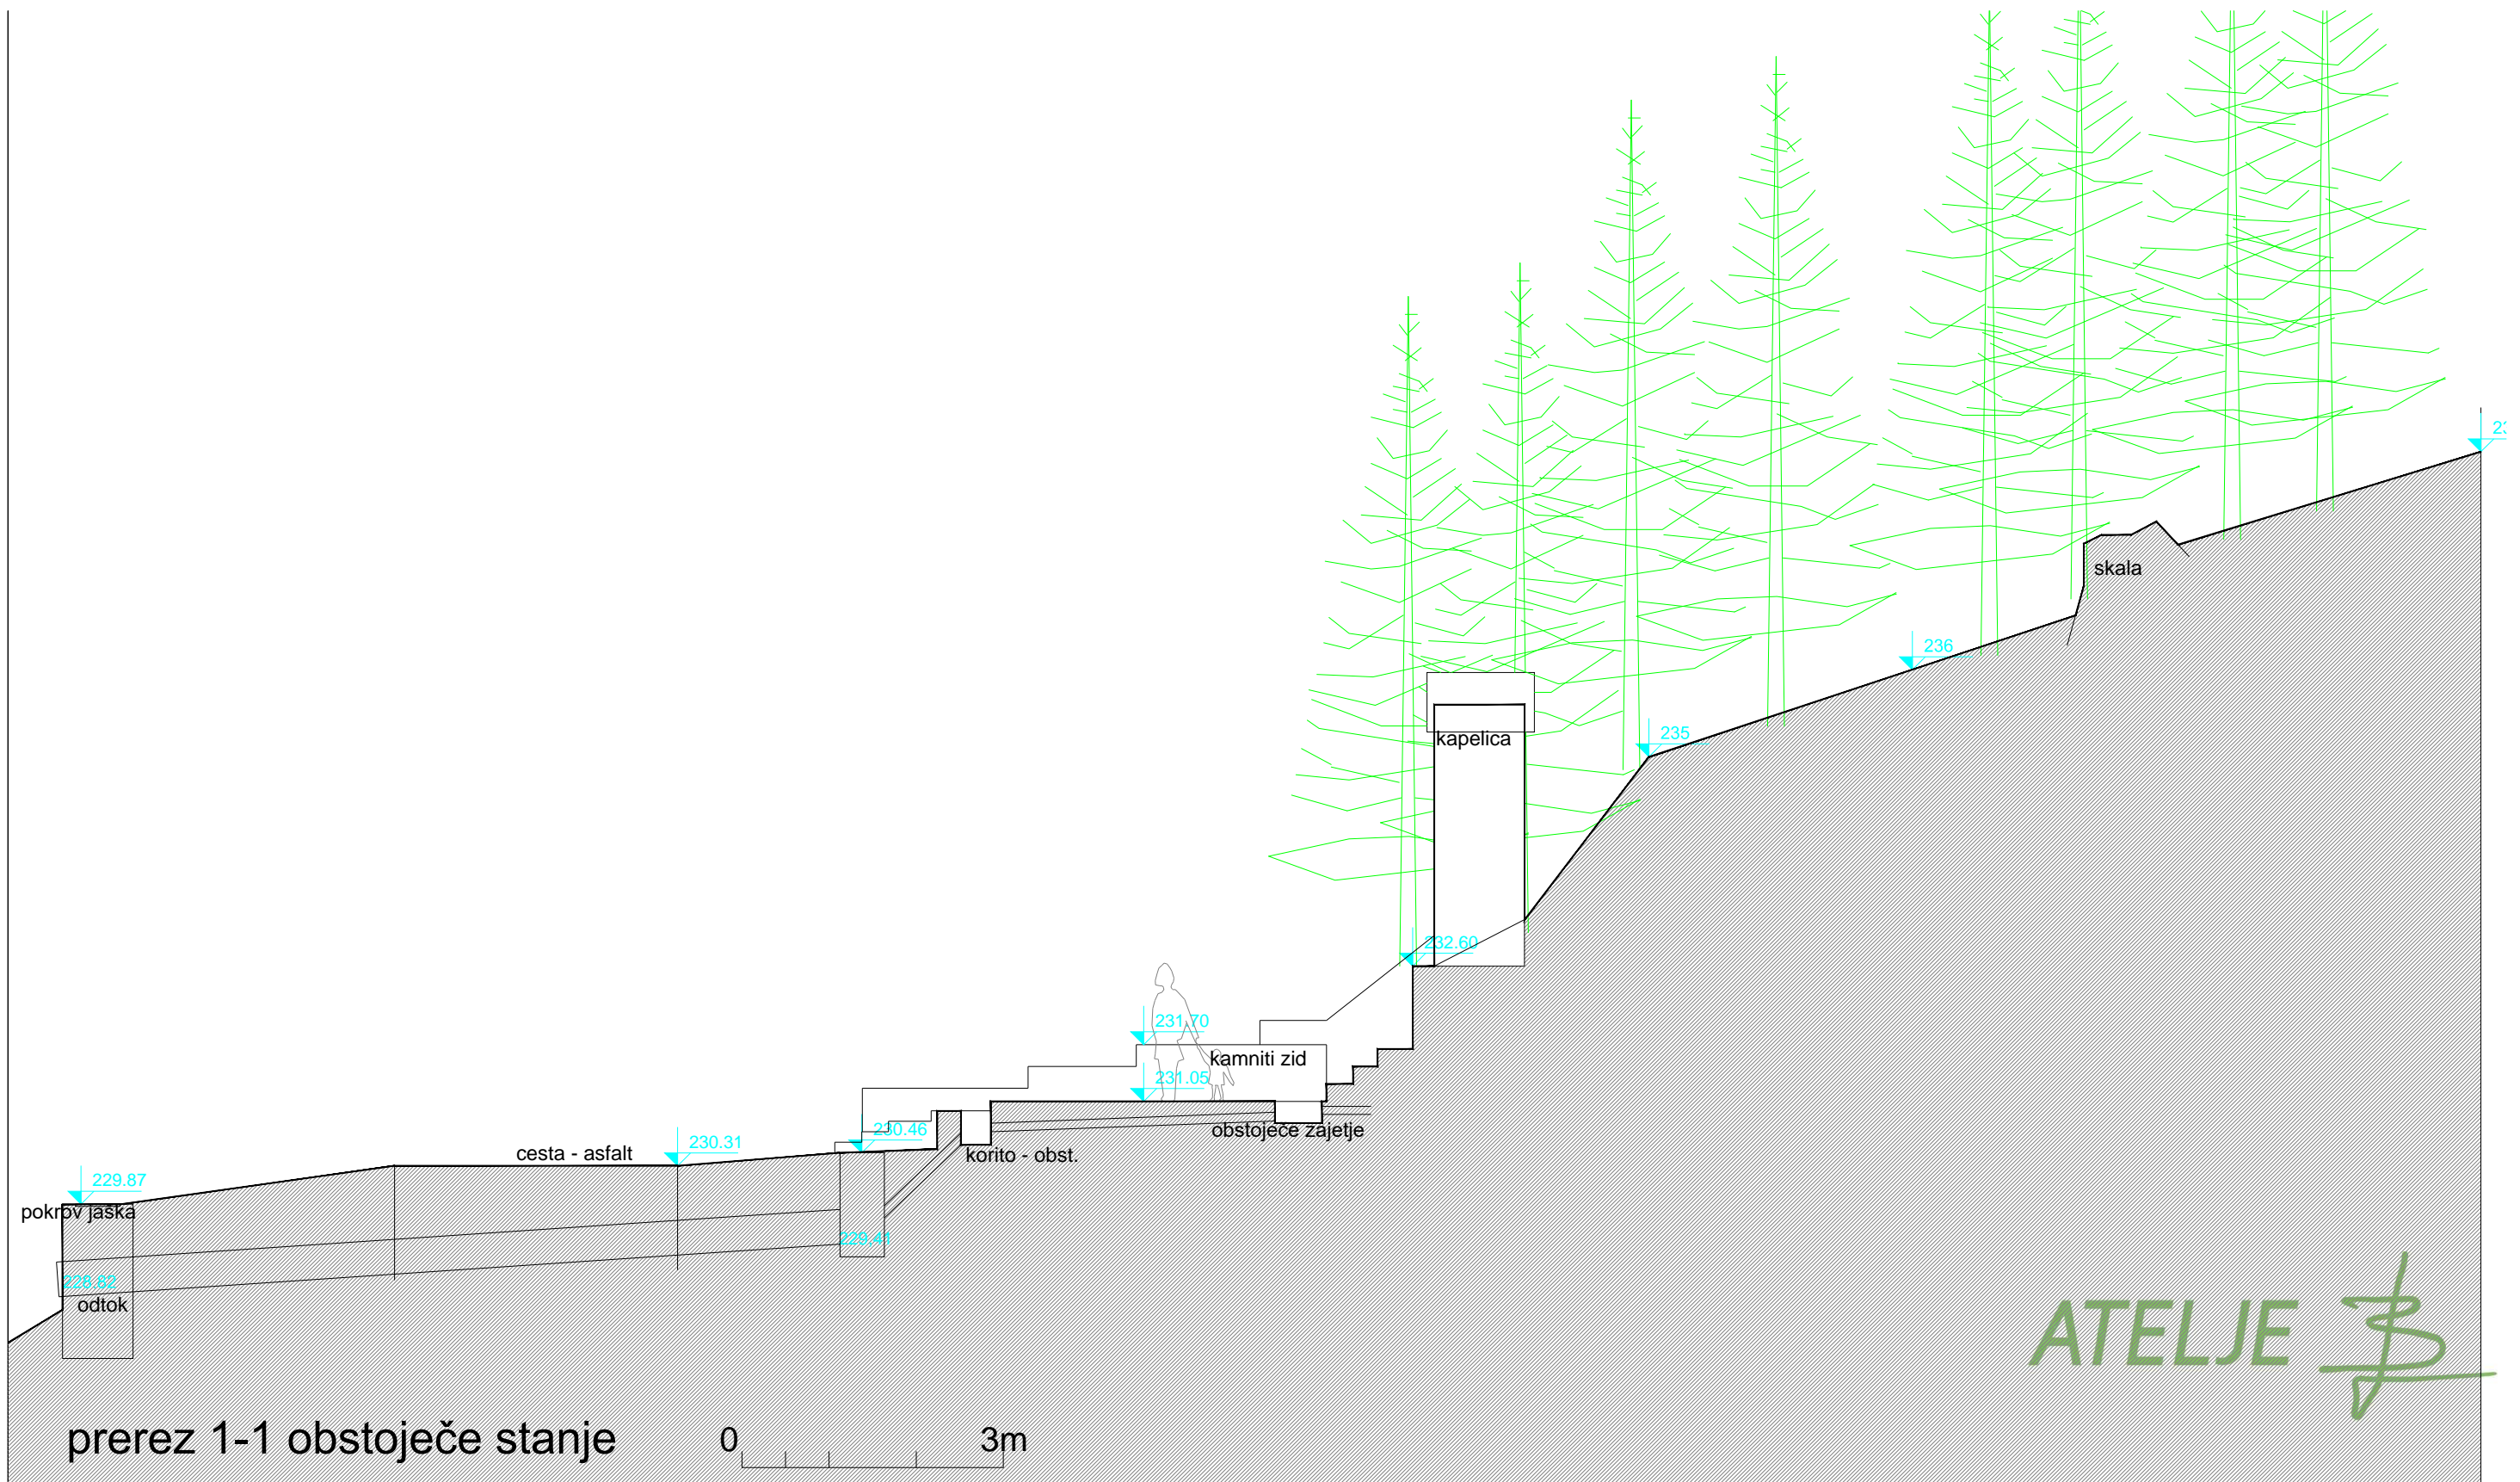 23
skala
236
235
kapelica
232.60
231.70
kamniti zid
231.05
230.46
obstoječe zajetje
cesta - asfalt
230.31
korito - obst.
229.87
pokrov jaška
229,41
228.82
odtok
ATELJE
prerez 1-1 obstoječe stanje
0
3m